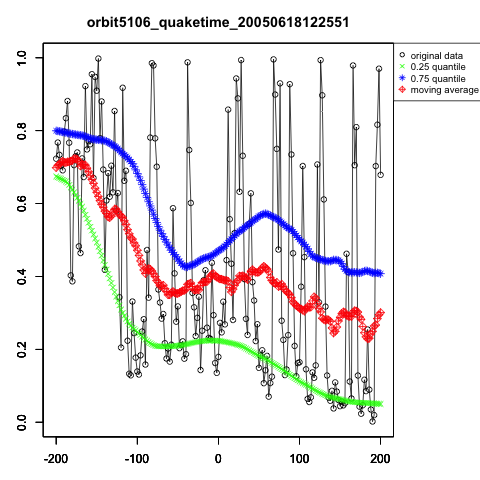 orbit5106_quaketime_20050618122551
original data
0.25 quantile
0.75 quantile
moving average
1.0
0.8
0.6
0.4
0.2
0.0
-200 -100 0 100 200